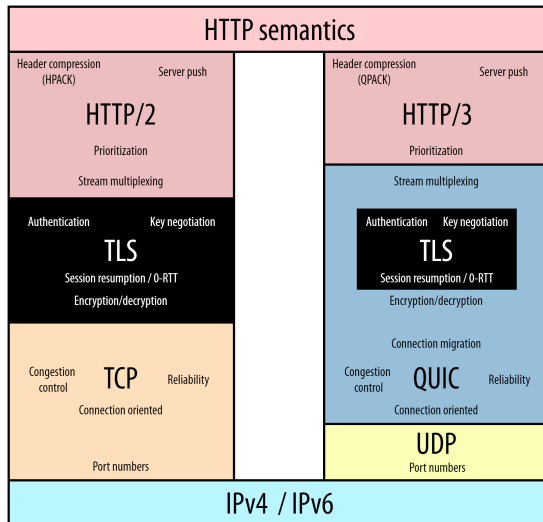 HTTP semantics
Header compression
(HPACK)
Server push
HTTP/2
Prioritization
Stream multiplexing
Authentication
Key negotiation
TLS
Session resumption / 0-RTT
Encryption/decryption
Congestion
control
TCP
Reliability
Connection oriented
Port numbers
Header compression
(QPACK)
Server push
HTTP/3
Prioritization
Stream multiplexing
Authentication
Key negotiation
TLS
Session resumption / 0-RTT
Encryption/decryption
Connection migration
Congestion
control
QUIC
Reliability
Connection oriented
UDP
Port numbers
IPv4 / IPv6